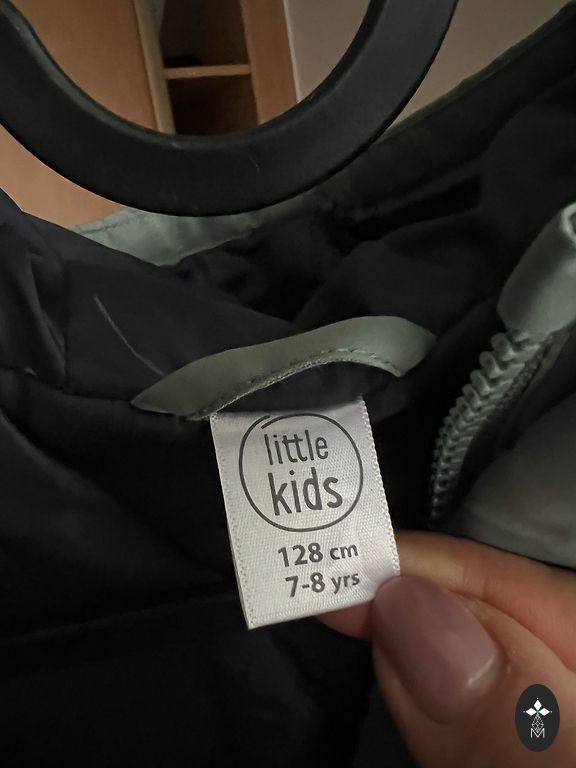 little
kids
128 cm
7-8 yrs
M